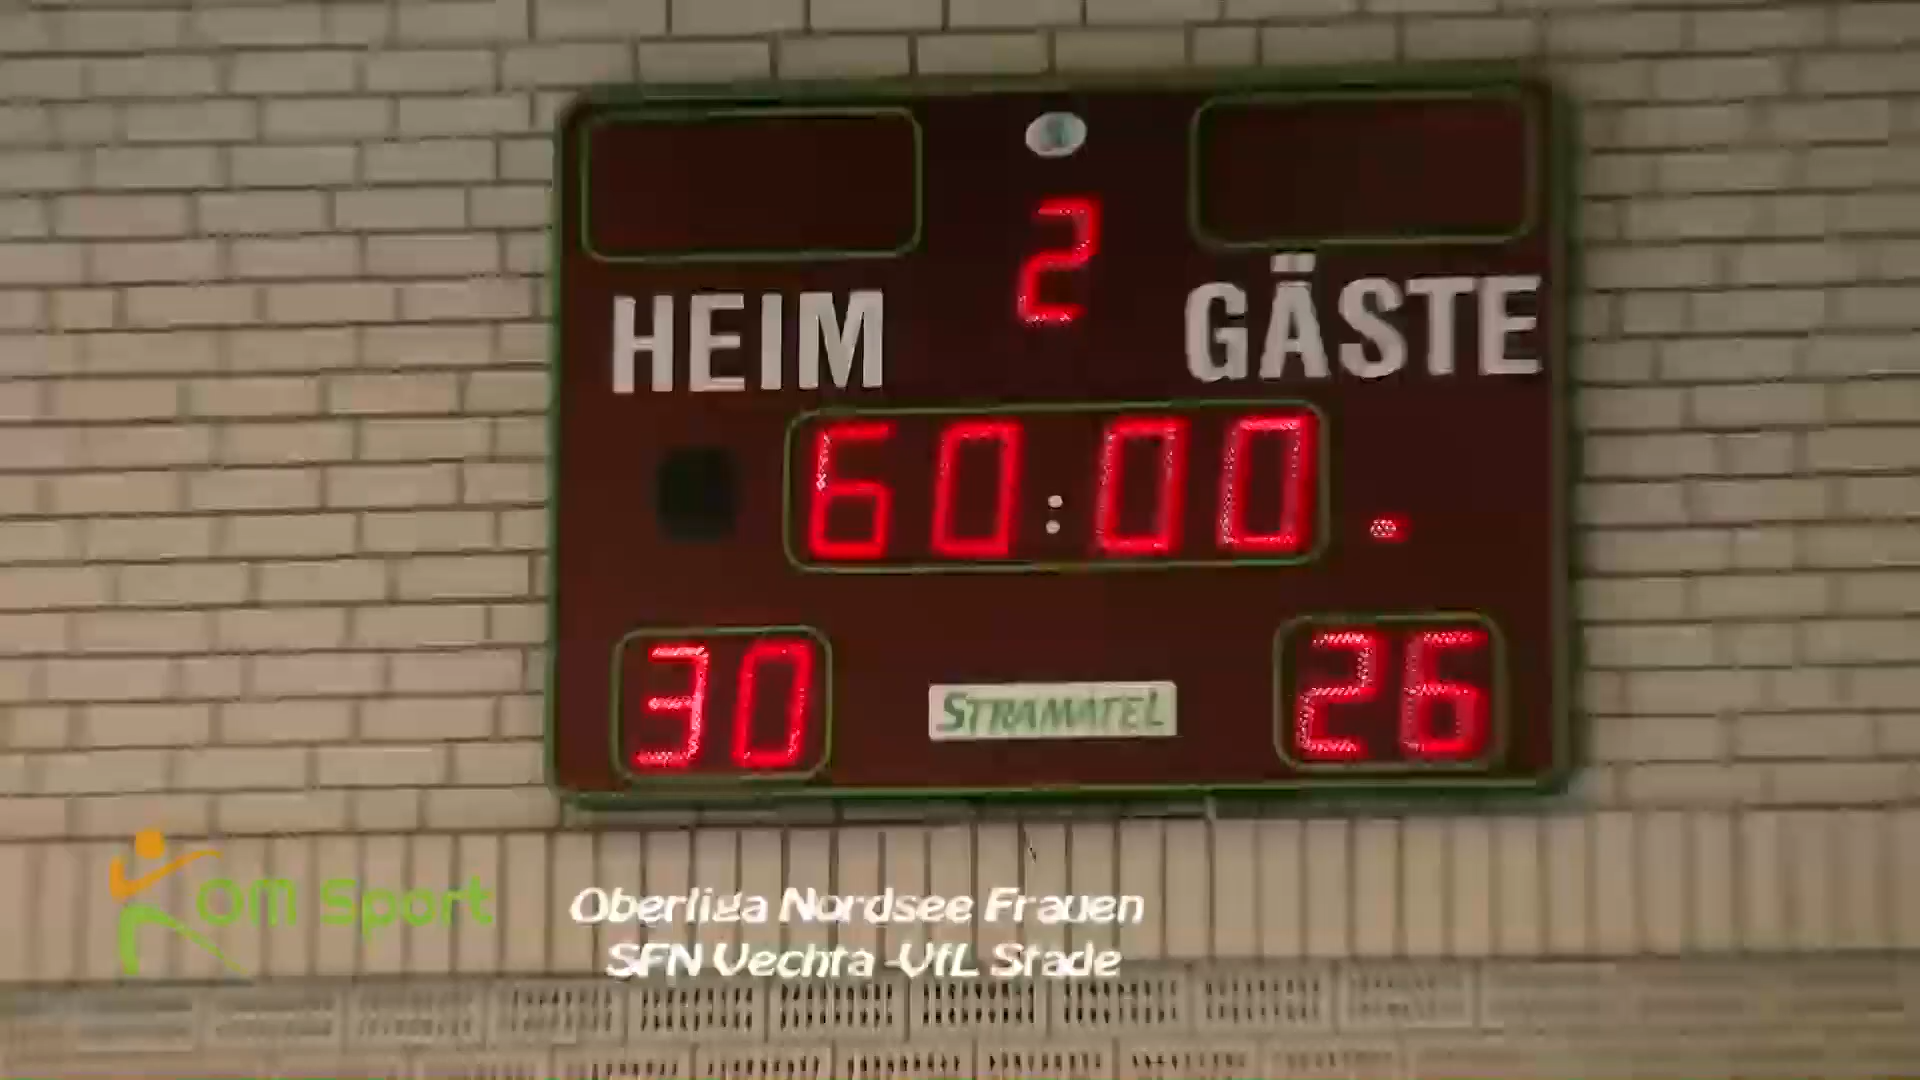 2
HEIM GÄSTE
60:00
30 26
STRAMATEL
OM Sport
Oberliga Nordsee Frauen
SFN Vechta -VfL Stade